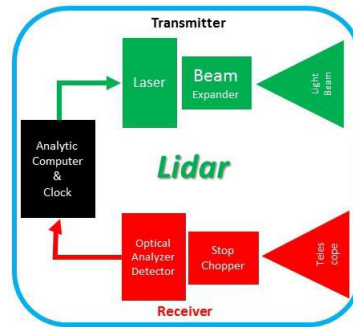 Transmitter
Laser
Beam
Expander
Light
Beam
Analytic
Computer
&
Clock
Lidar
Optical
Analyzer
Detector
Stop
Chopper
Teles
cope
Receiver